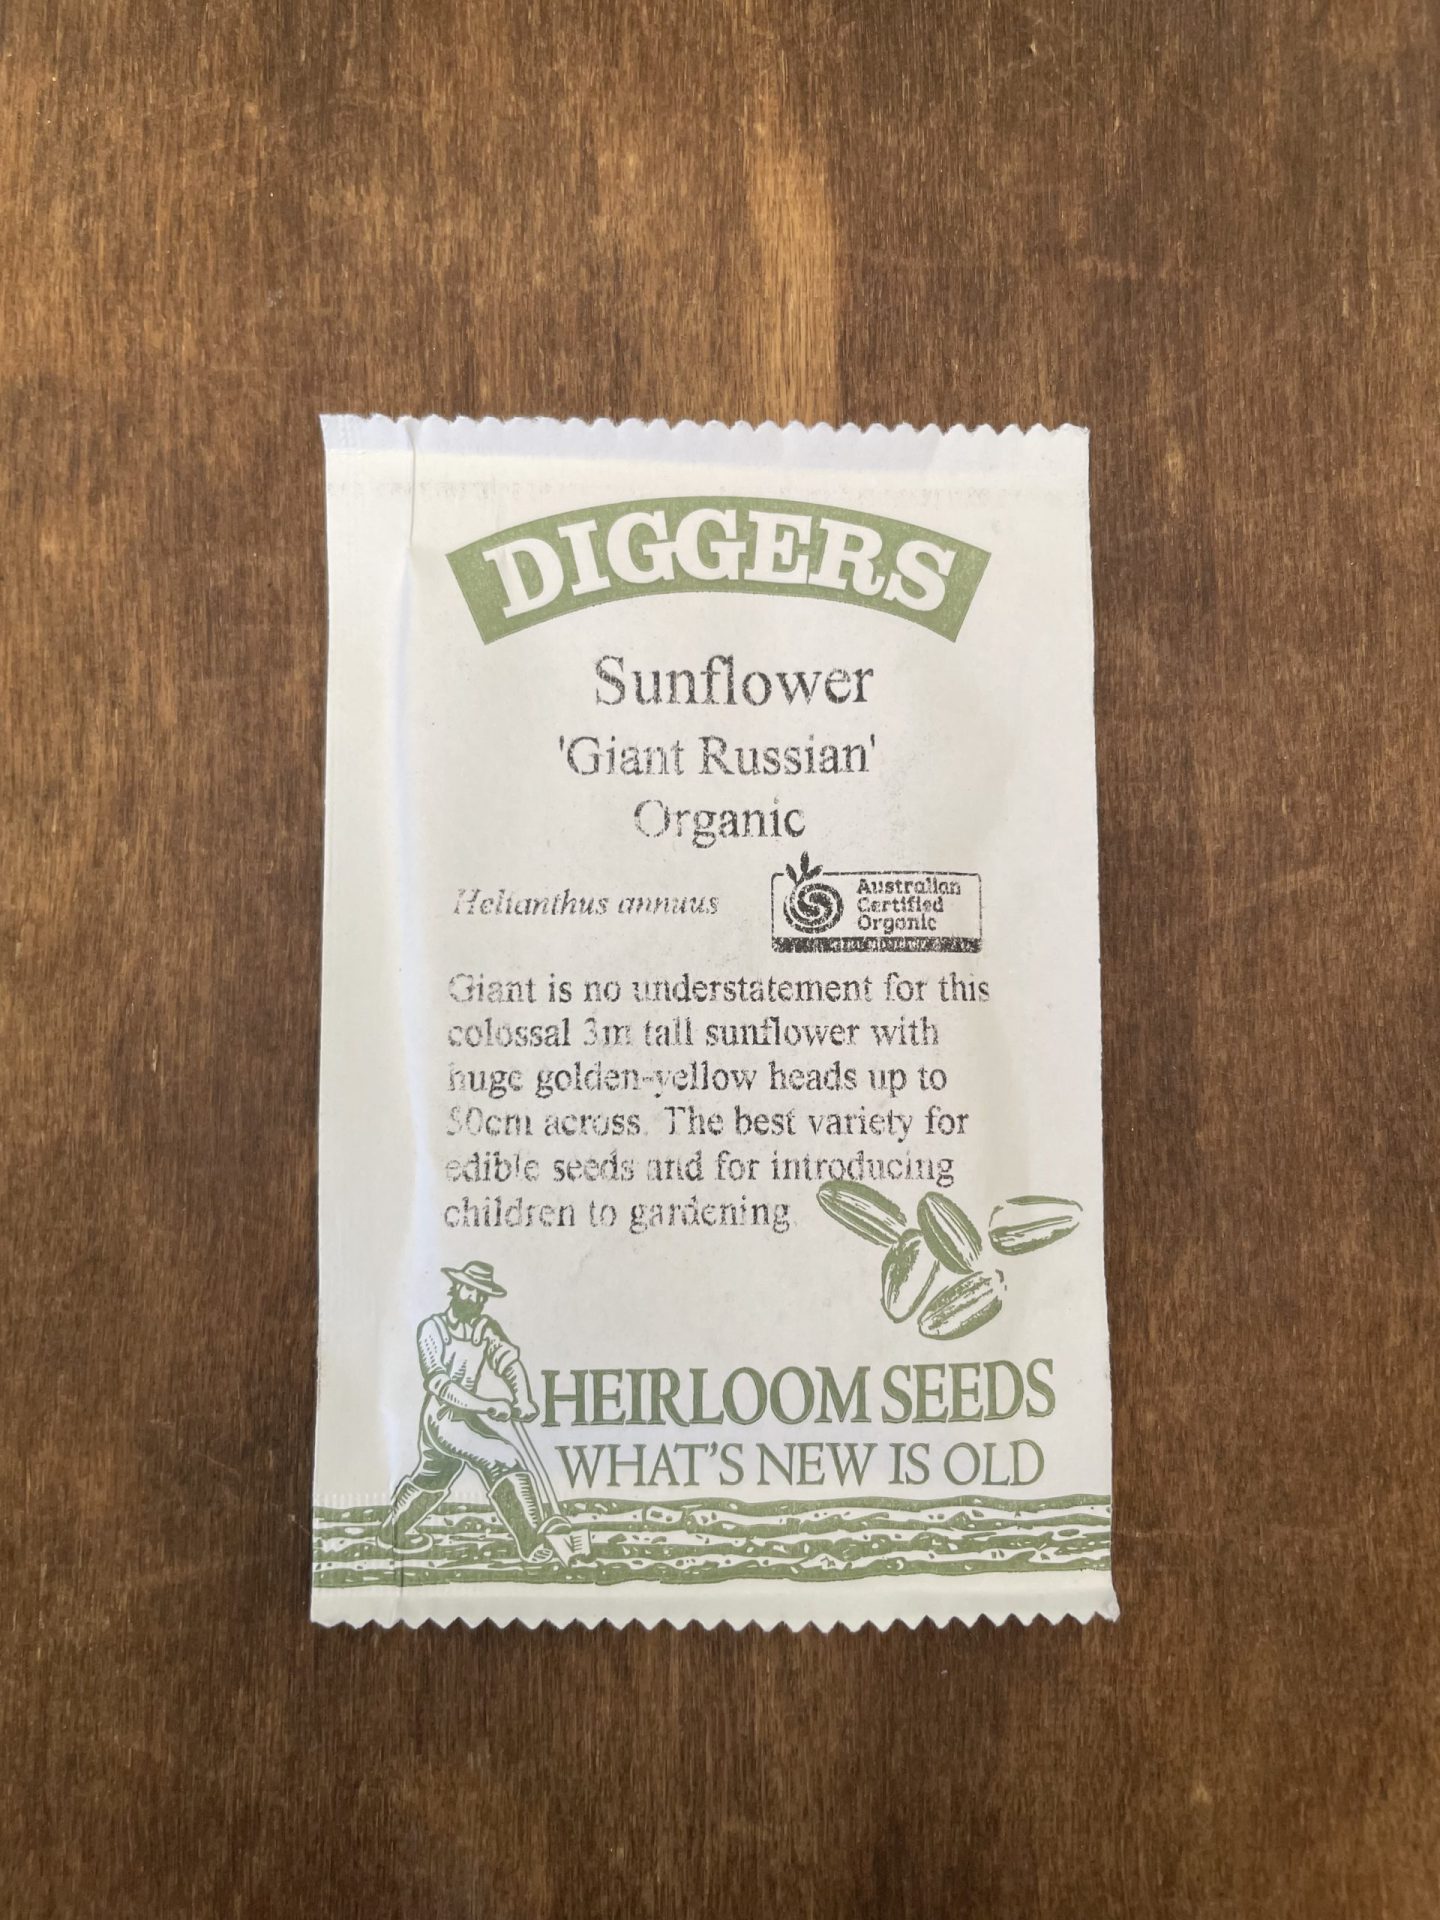 DIGGERS
Sunflower
'Giant Russian'
Organic
Helianthus annuus
Australian
Certified
Organic
Giant is no understatement for this
colossal 3m tall sunflower with
huge golden-yellow heads up to
50cm across. The best variety for
edible seeds and for introducing
children to gardening.
HEIRLOOM SEEDS
WHAT'S NEW IS OLD